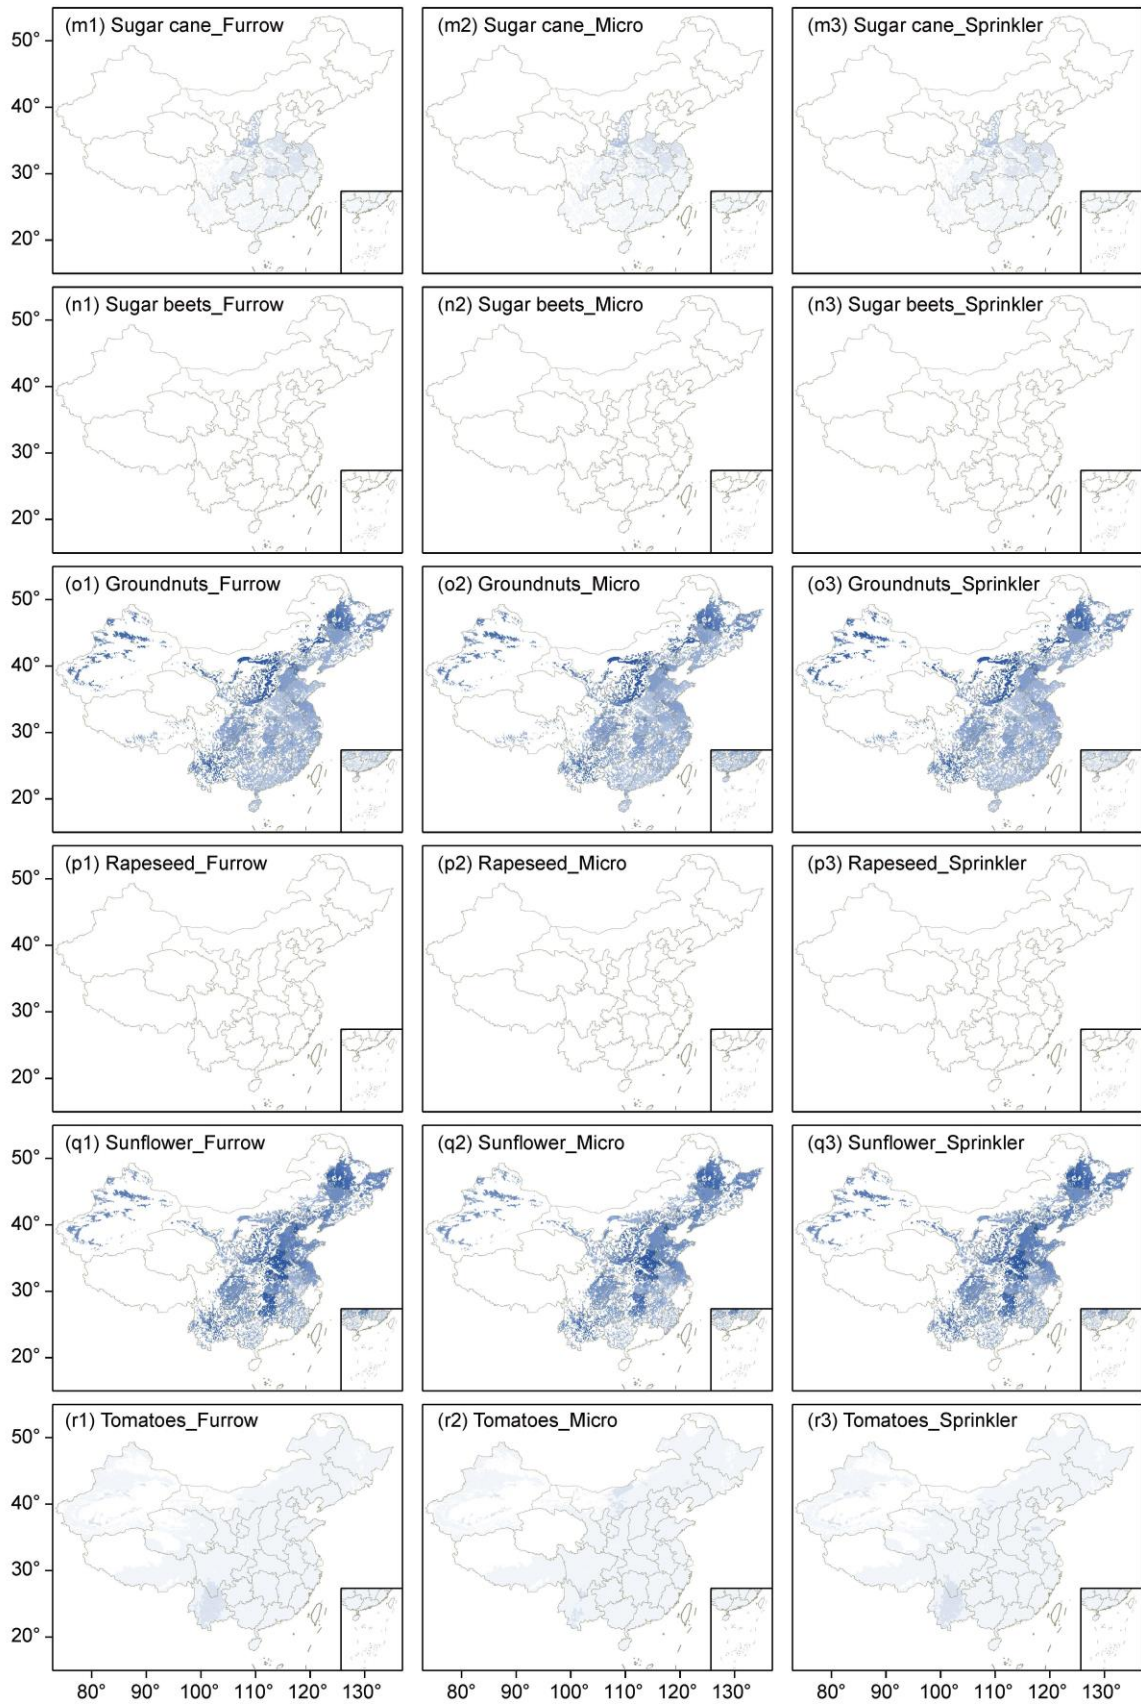 (m1) Sugar cane_Furrow
(m2) Sugar cane_Micro
(m3) Sugar cane_Sprinkler
50°
40°
30°
20°
(n1) Sugar beets_Furrow
(n2) Sugar beets_Micro
(n3) Sugar beets_Sprinkler
50°
40°
30°
20°
(o1) Groundnuts_Furrow
(o2) Groundnuts_Micro
(o3) Groundnuts_Sprinkler
50°
40°
30°
20°
(p1) Rapeseed_Furrow
(p2) Rapeseed_Micro
(p3) Rapeseed_Sprinkler
50°
40°
30°
20°
(q1) Sunflower_Furrow
(q2) Sunflower_Micro
(q3) Sunflower_Sprinkler
50°
40°
30°
20°
(r1) Tomatoes_Furrow
(r2) Tomatoes_Micro
(r3) Tomatoes_Sprinkler
50°
40°
30°
20°
80° 90° 100° 110° 120° 130° 80° 90° 100° 110° 120° 130° 80° 90° 100° 110° 120° 130°